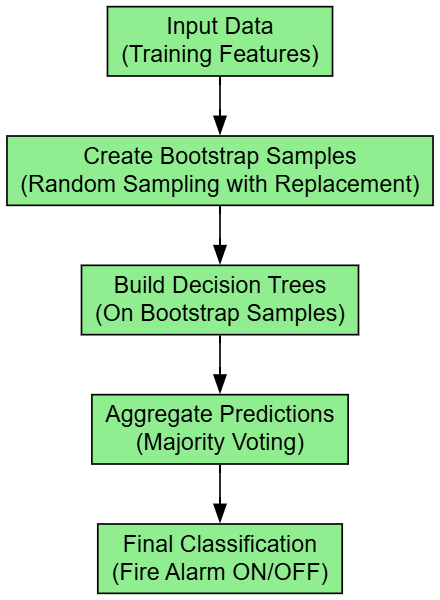 Input Data
(Training Features)
Create Bootstrap Samples
(Random Sampling with Replacement)
Build Decision Trees
(On Bootstrap Samples)
Aggregate Predictions
(Majority Voting)
Final Classification
(Fire Alarm ON/OFF)